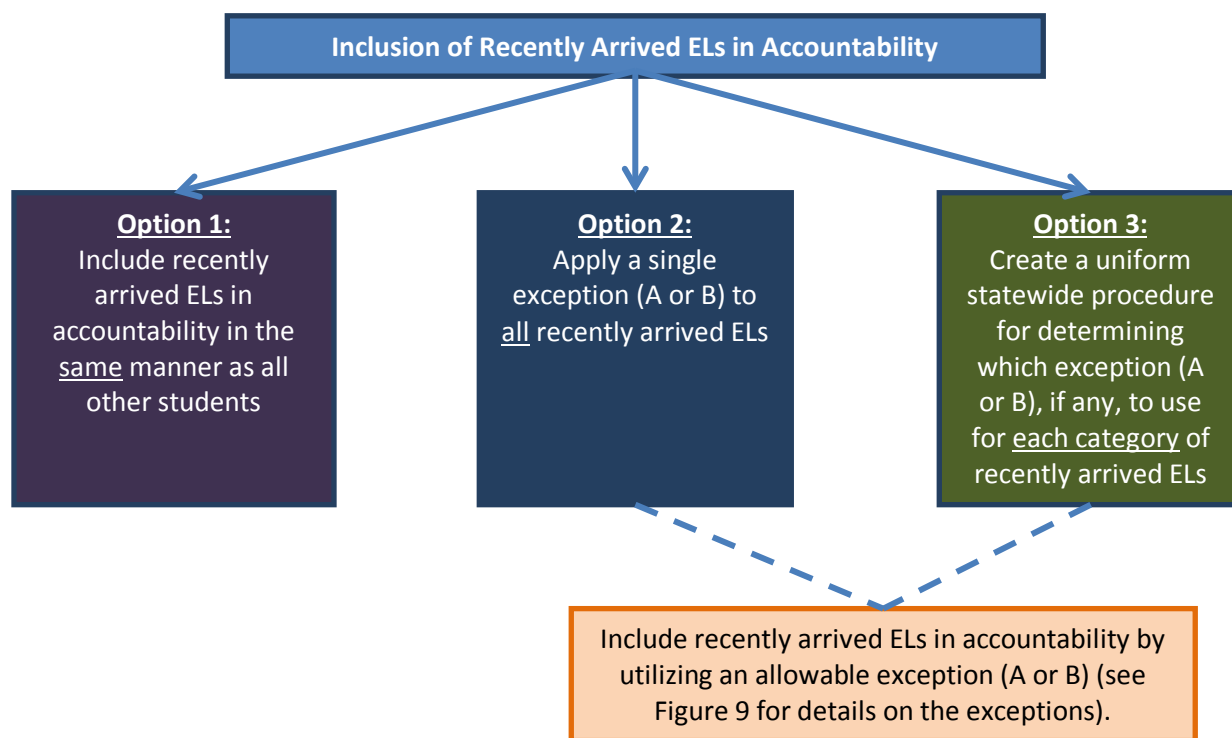 Inclusion of Recently Arrived ELs in Accountability
Option 1:
Include recently
arrived ELs in
accountability in the
same manner as all
other students
Option 2:
Apply a single
exception (A or B) to
all recently arrived ELs
Option 3:
Create a uniform
statewide procedure
for determining
which exception (A
or B), if any, to use
for each category of
recently arrived ELs
Include recently arrived ELs in accountability by
utilizing an allowable exception (A or B) (see
Figure 9 for details on the exceptions).